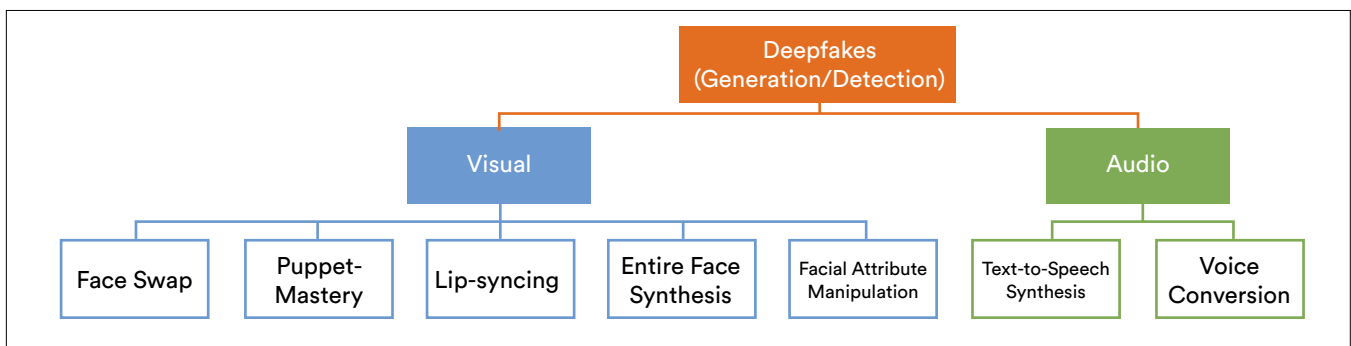 Deepfakes
(Generation/Detection)
Visual
Audio
Face Swap
Puppet-
Mastery
Lip-syncing
Entire Face
Synthesis
Facial Attribute
Manipulation
Text-to-Speech
Synthesis
Voice
Conversion